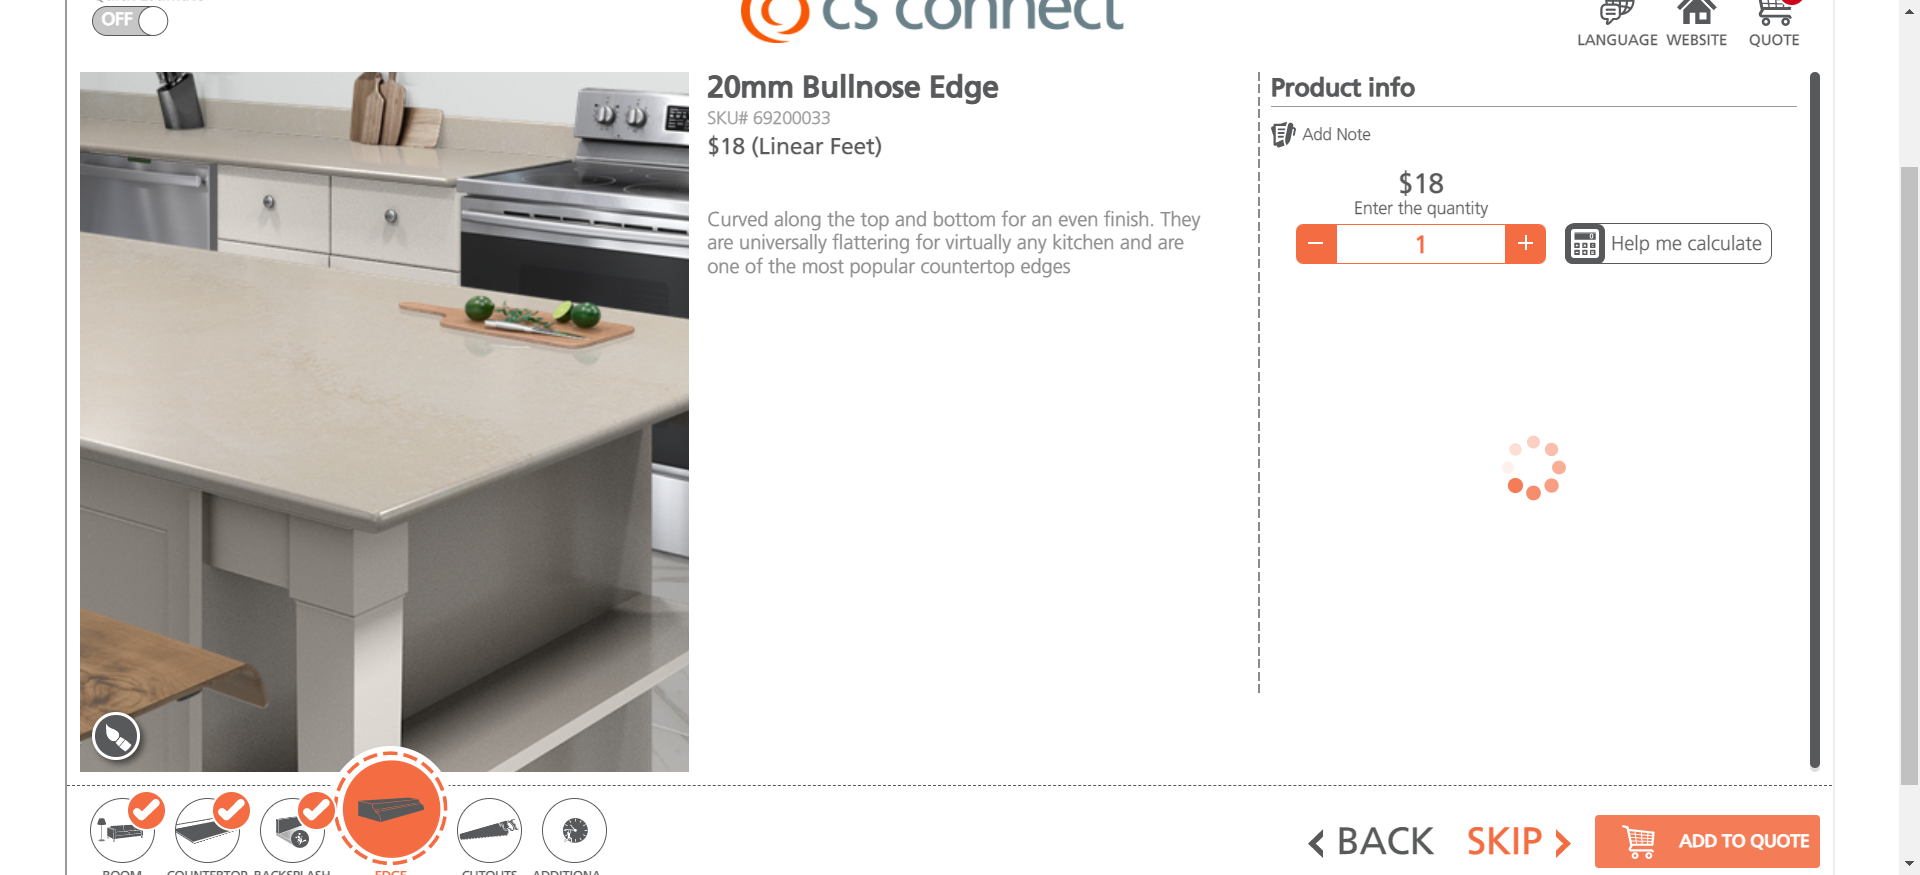 OFF
cs connect
LANGUAGE
WEBSITE
QUOTE
20mm Bullnose Edge
SKU# 69200033
$18 (Linear Feet)
Curved along the top and bottom for an even finish. They
are universally flattering for virtually any kitchen and are
one of the most popular countertop edges
Product info
Add Note
$18
Enter the quantity
1
Help me calculate
ROOM
COUNTERTOP
BACKSPLASH
EDGE
CUTOUTS
ADDITIONA
BACK
SKIP
ADD TO QUOTE